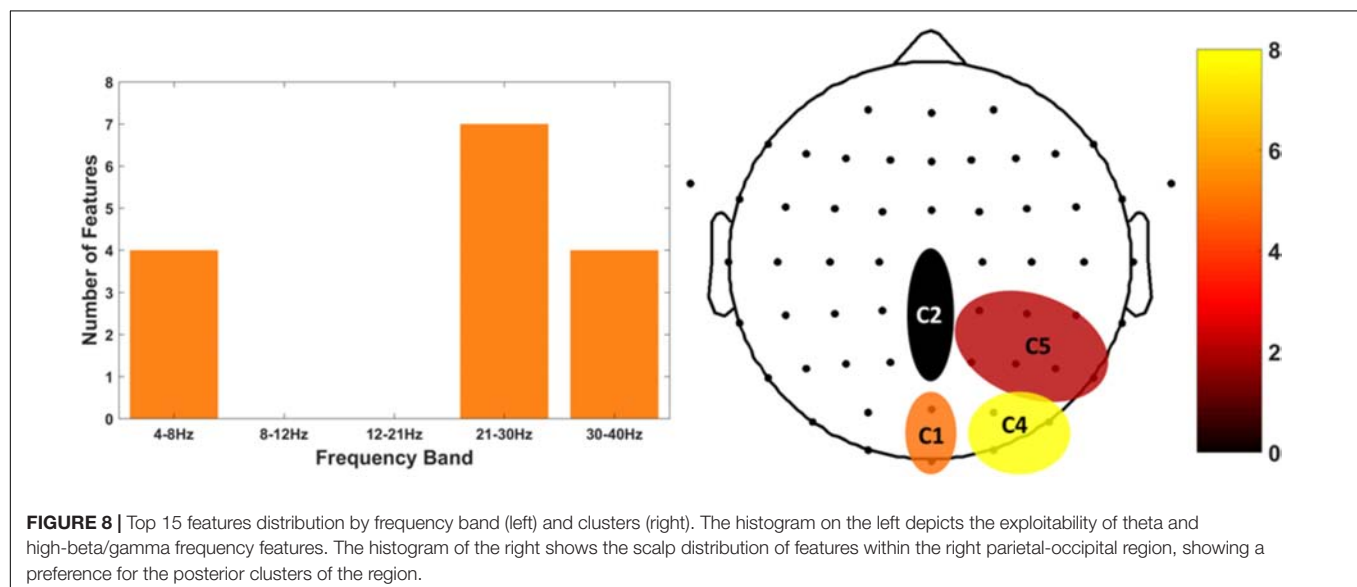 8
7
6
5
4
3
2
1
0
Number of Features
4-8Hz 8-12Hz 12-21Hz 21-30Hz 30-40Hz
Frequency Band
C2
C5
C1
C4
8
6
4
2
0
FIGURE 8 | Top 15 features distribution by frequency band (left) and clusters (right). The histogram on the left depicts the exploitability of theta and
high-beta/gamma frequency features. The histogram of the right shows the scalp distribution of features within the right parietal-occipital region, showing a
preference for the posterior clusters of the region.